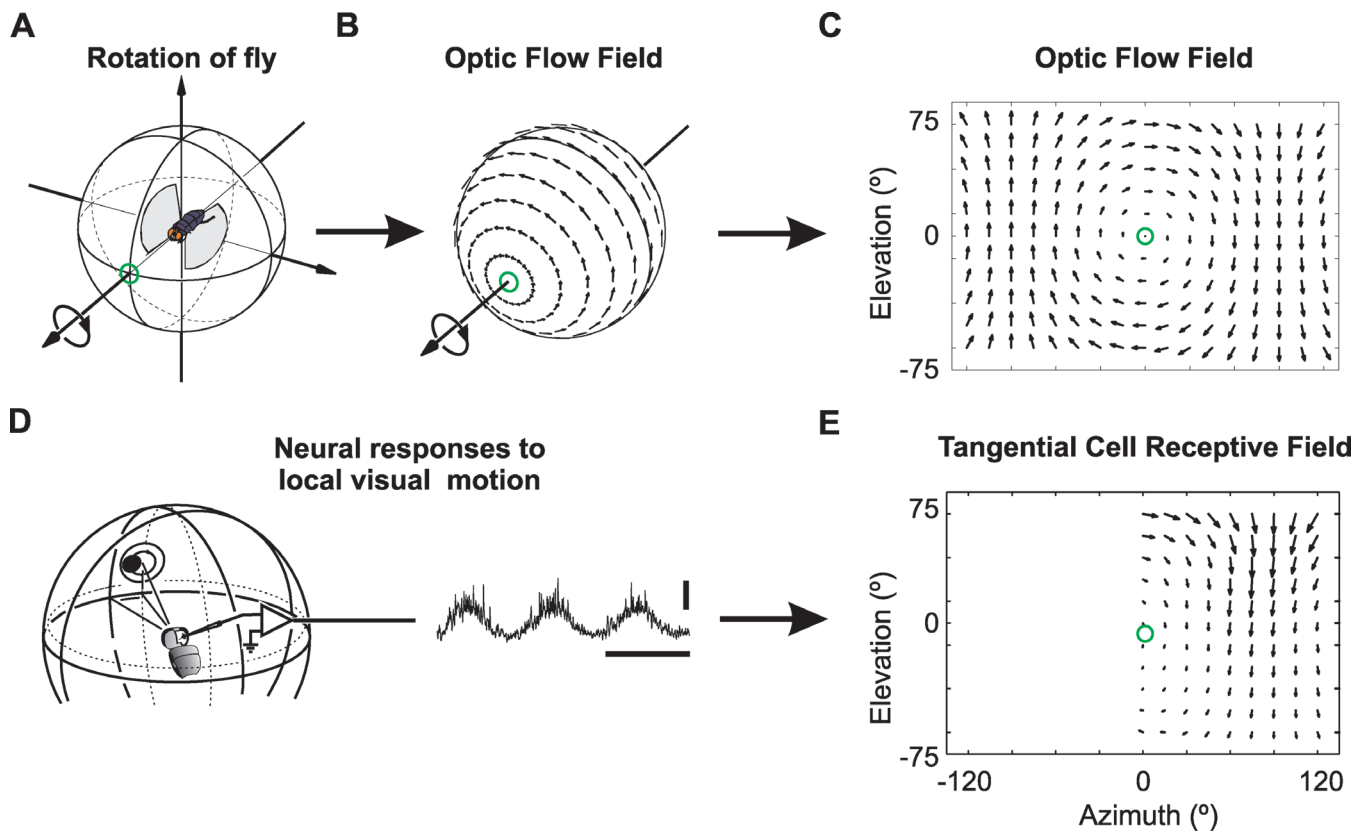 A
Rotation of fly
B
Optic Flow Field
C
Optic Flow Field
75
0
-75
Elevation (º)
D
Neural responses to
local visual motion
E
Tangential Cell Receptive Field
75
0
-75
Elevation (º)
-120
0
120
Azimuth (º)